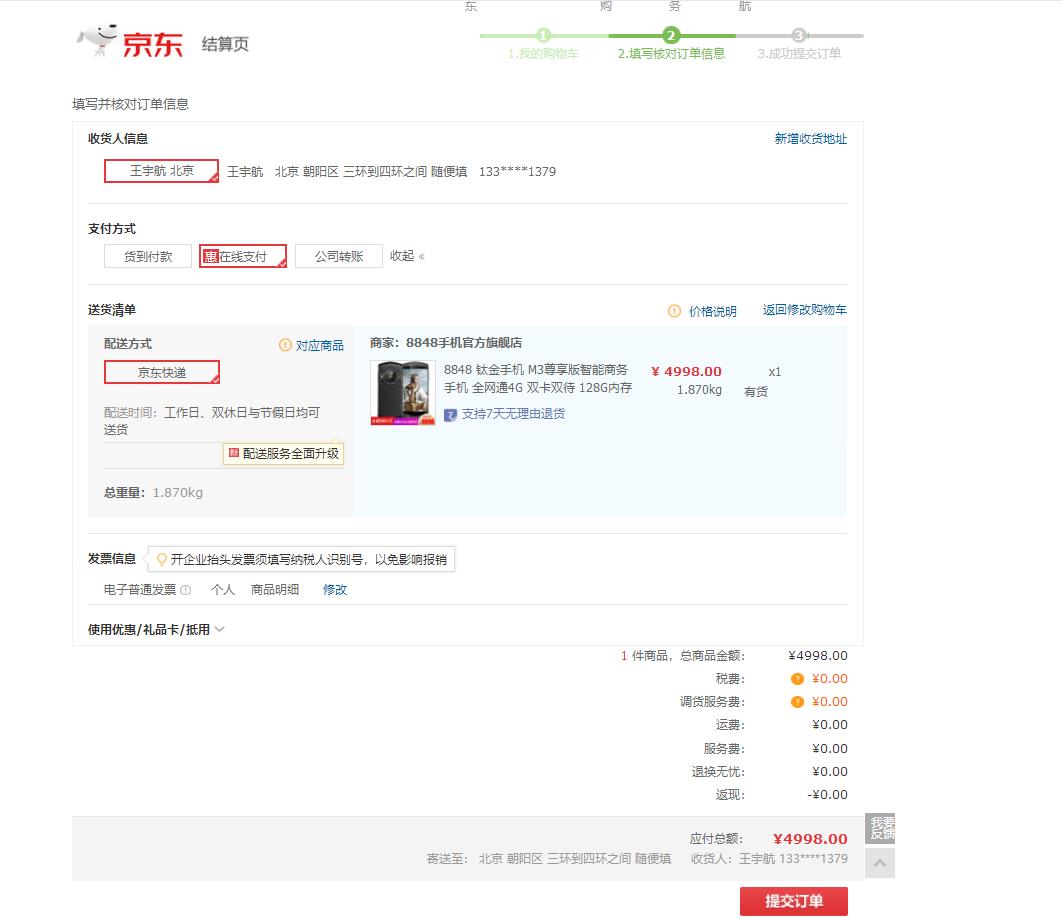 东 购 务 航
京东 结算页
1 2 3
1.我的购物车 2.填写核对订单信息 3.成功提交订单
填写并核对订单信息
收货人信息 新增收货地址
王宇航 北京 王宇航 北京 朝阳区 三环到四环之间 随便填 133****1379
支付方式
货到付款 惠在线支付 公司转账 收起 «
送货清单 价格说明 返回修改购物车
配送方式 对应商品
京东快递
配送时间：工作日、双休日与节假日均可
送货
新 配送服务全面升级
总重量：1.870kg
商家：8848手机官方旗舰店
8848 钛金手机 M3尊享版智能商务 ¥ 4998.00 x1
手机 全网通4G 双卡双待 128G内存 1.870kg 有货
7 支持7天无理由退货
发票信息 开企业抬头发票须填写纳税人识别号，以免影响报销
电子普通发票 个人 商品明细 修改
使用优惠/礼品卡/抵用
1 件商品，总商品金额： ¥4998.00
税费： ? ¥0.00
调货服务费： ? ¥0.00
运费： ¥0.00
服务费： ¥0.00
退换无忧： ¥0.00
返现： -¥0.00
我要
反馈
应付总额： ¥4998.00
寄送至： 北京 朝阳区 三环到四环之间 随便填 收货人：王宇航 133****1379
提交订单